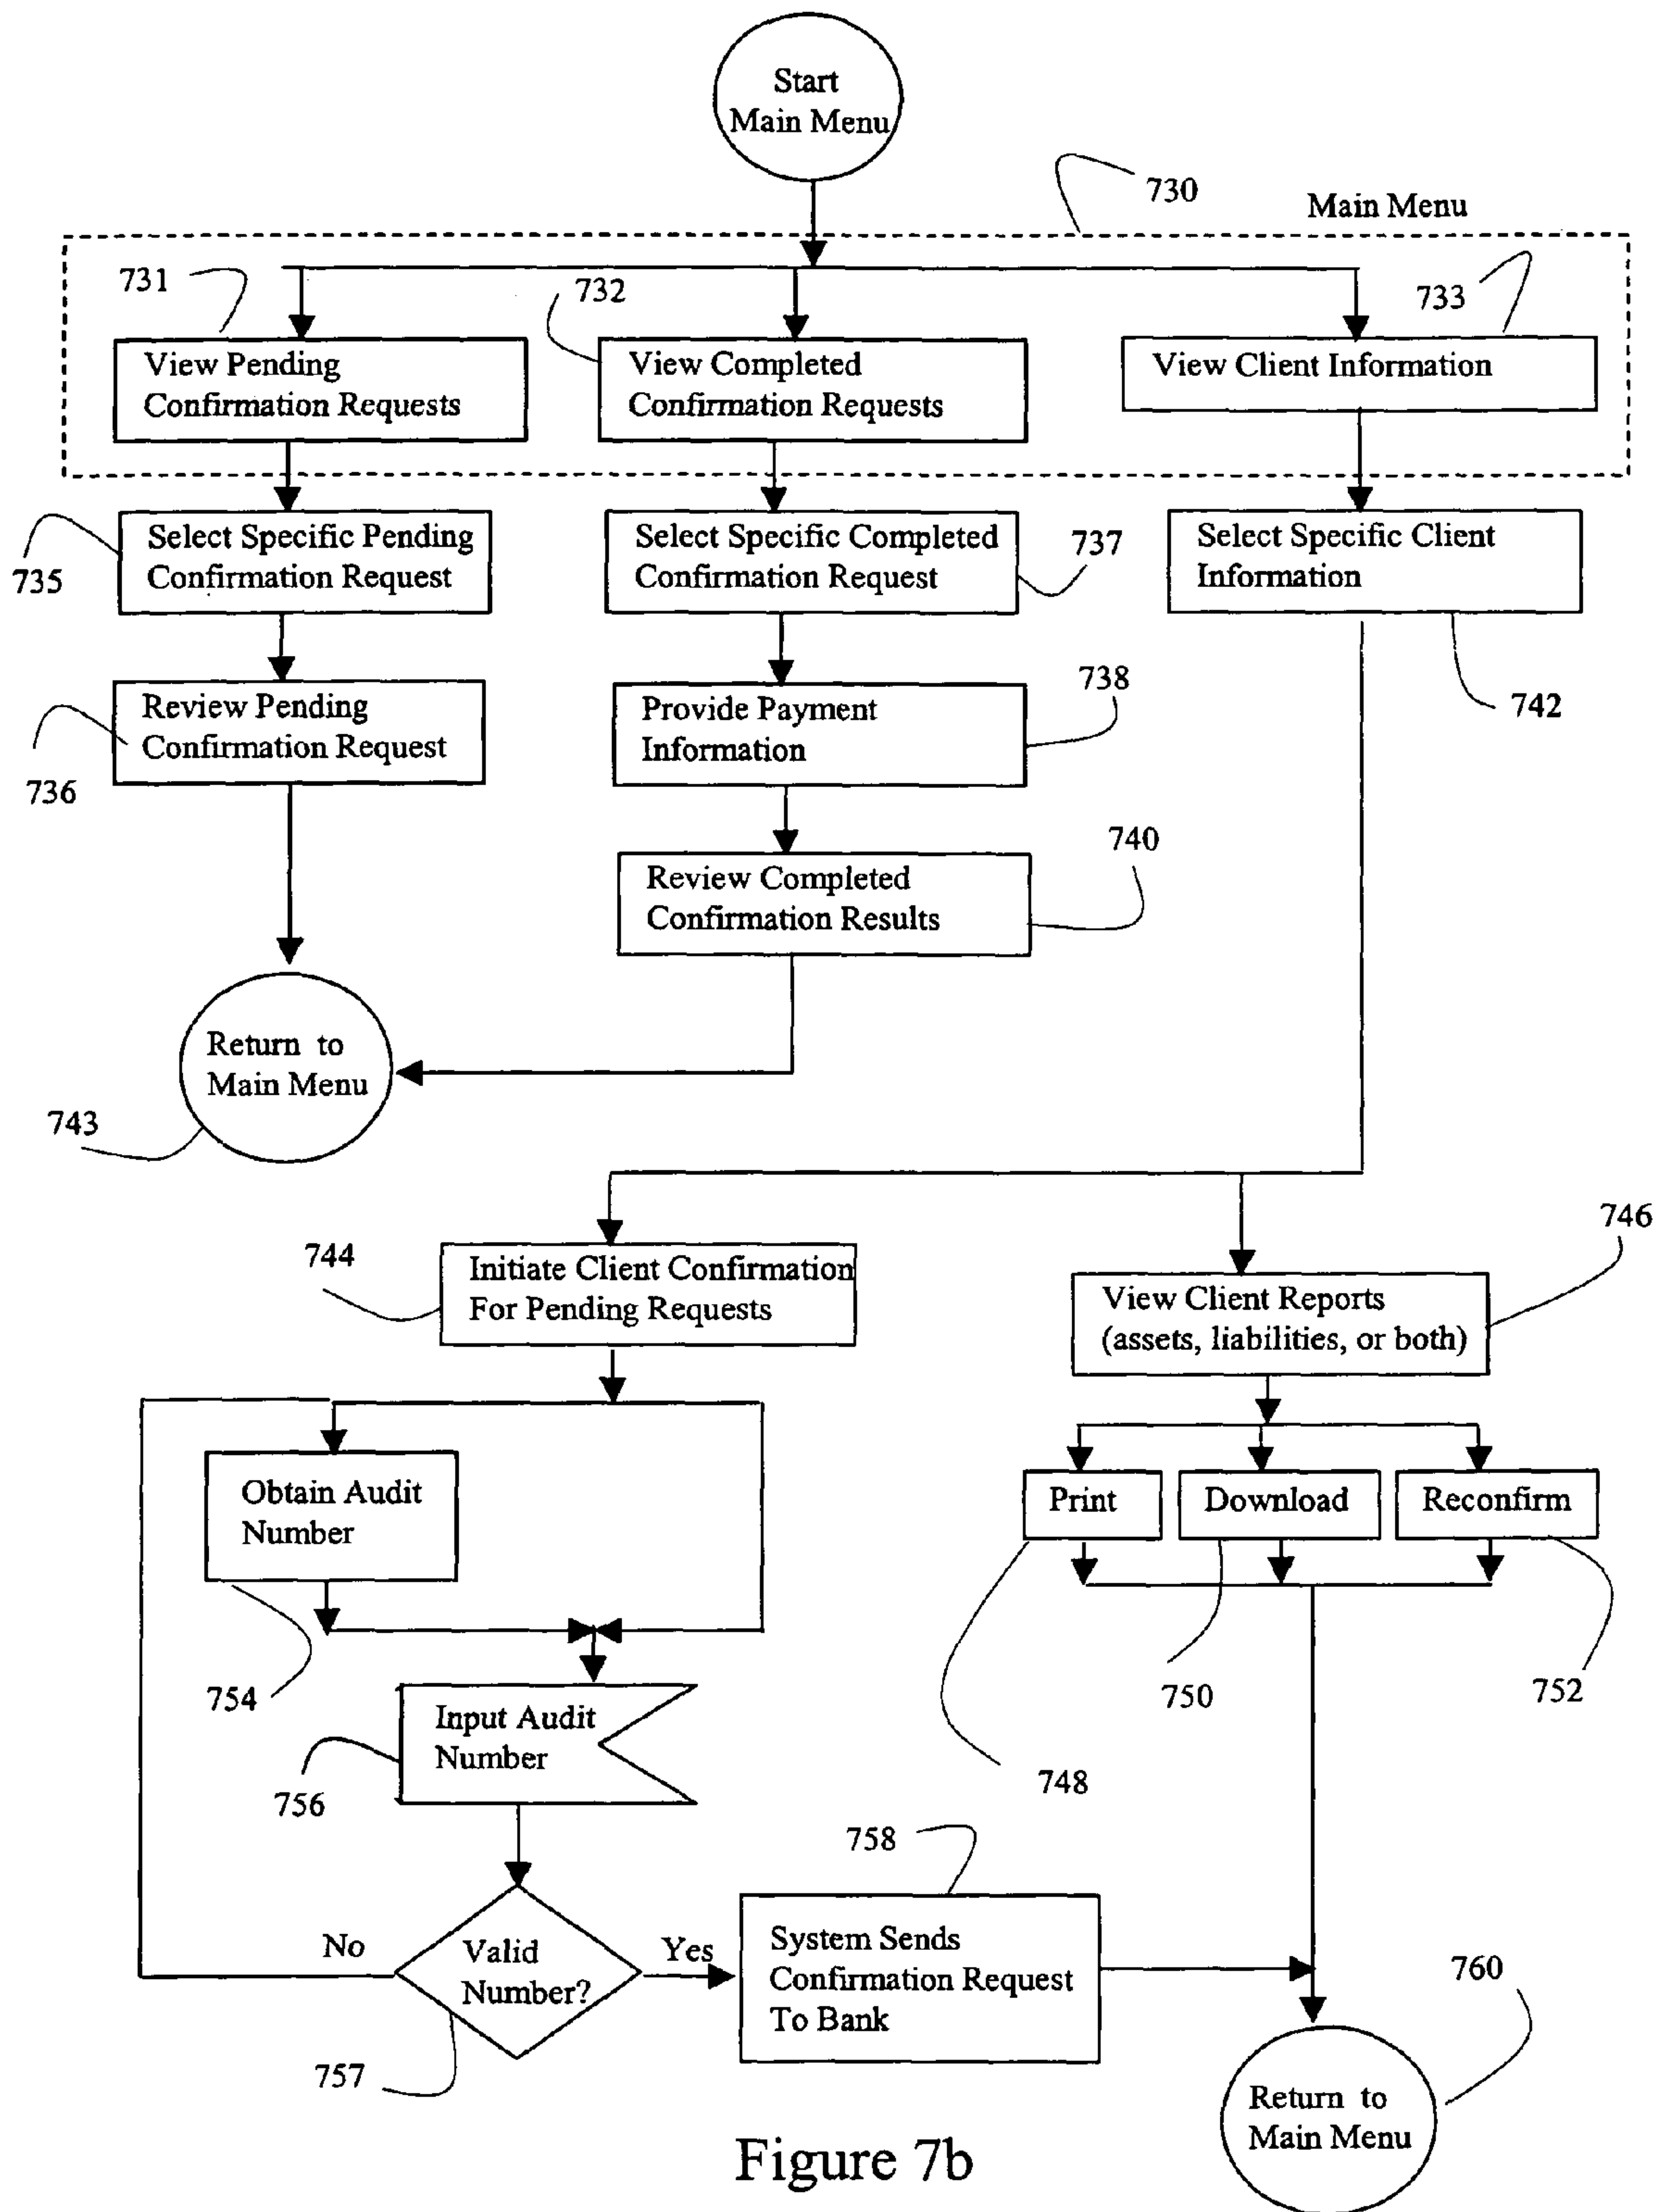 Start
Main Menu
730
Main Menu
731
732
733
View Pending
Confirmation Requests
View Completed
Confirmation Requests
View Client Information
Select Specific Pending
Confirmation Request
735
Select Specific Completed
Confirmation Request
737
Select Specific Client
Information
742
Review Pending
Confirmation Request
736
Provide Payment
Information
738
Review Completed
Confirmation Results
740
Return to
Main Menu
743
744
Initiate Client Confirmation
For Pending Requests
746
View Client Reports
(assets, liabilities, or both)
Obtain Audit
Number
754
Print
Download
Reconfirm
748
750
752
Input Audit
Number
756
Valid
Number?
No
Yes
757
758
System Sends
Confirmation Request
To Bank
760
Return to
Main Menu
Figure 7b